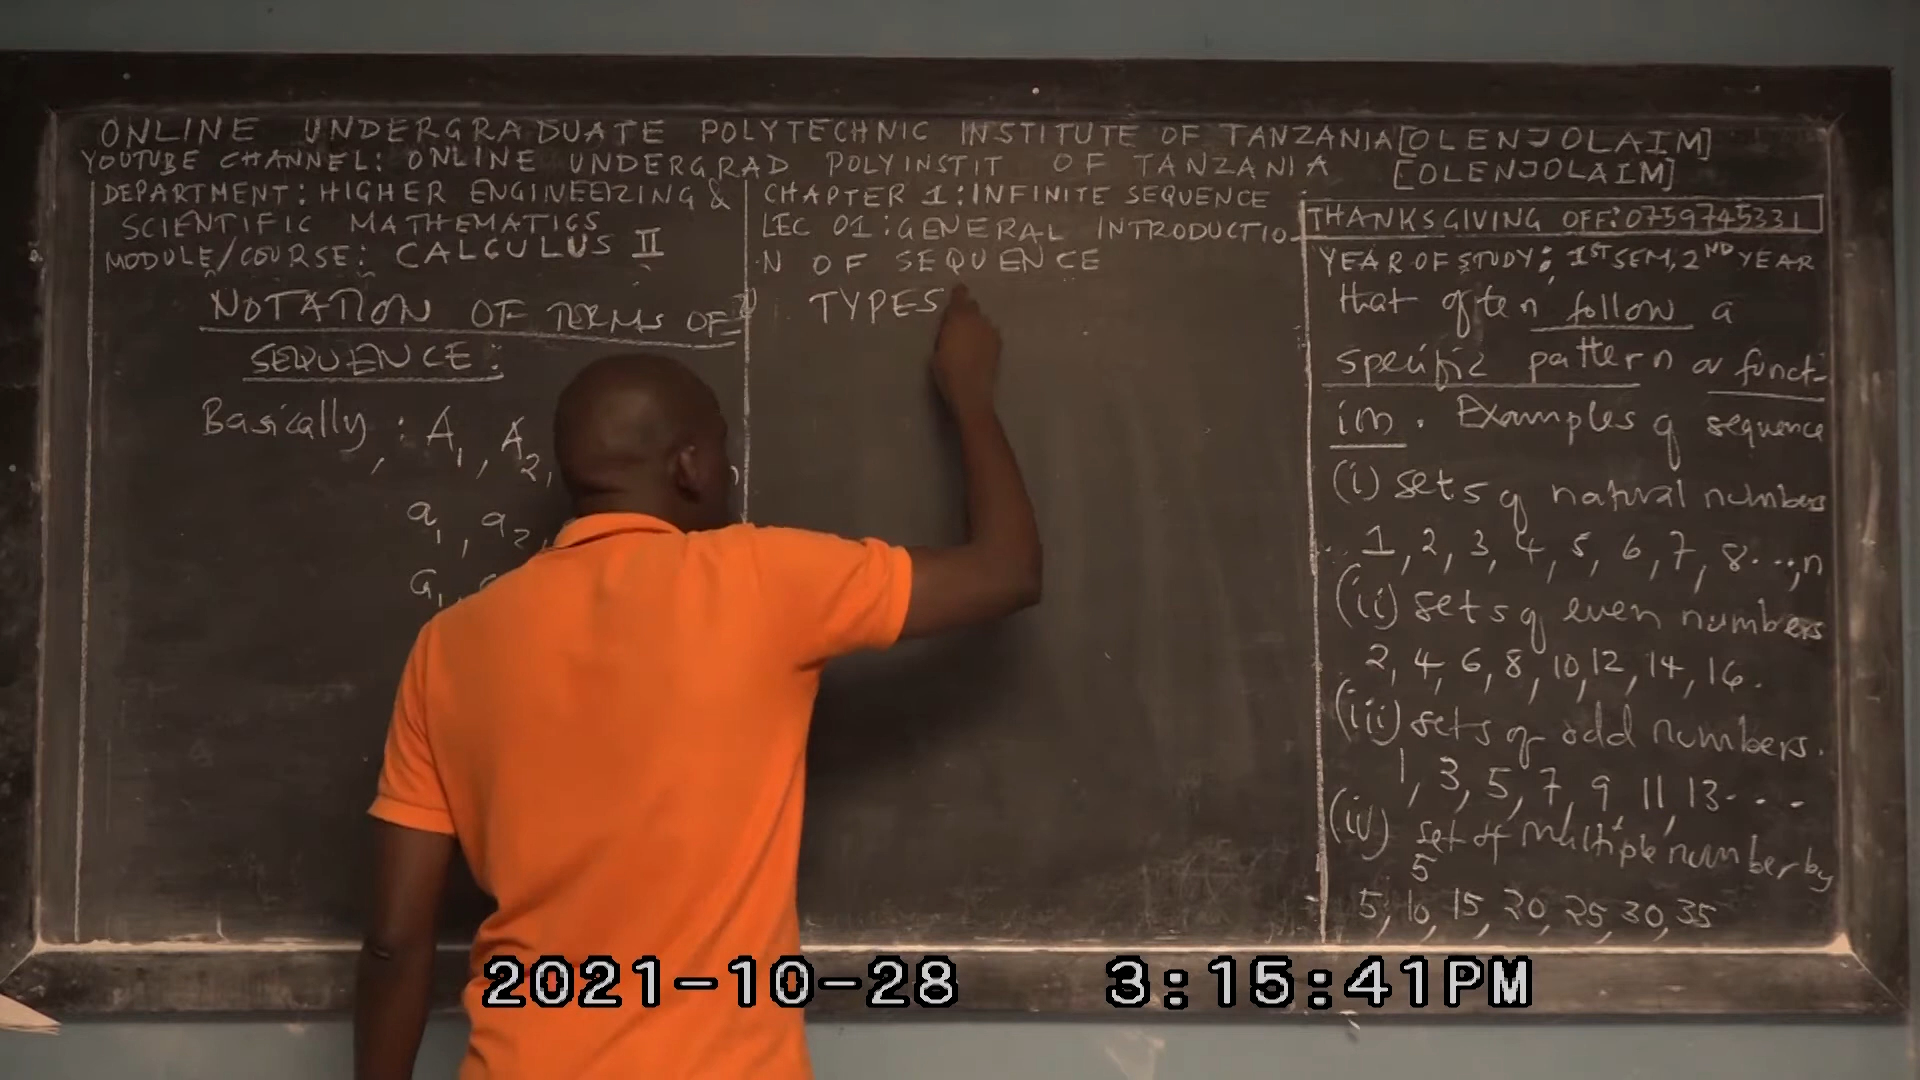 ONLINE UNDERGRADUATE POLYTECHNIC INSTITUTE OF TANZANIA[OLENJOLAIM]
YOUTUBE CHANNEL: ONLINE UNDERGRAD POLYINSTIT OF TANZANIA [OLENJOLAIM]
DEPARTMENT: HIGHER ENGINEERING &
SCIENTIFIC MATHEMATICS
MODULE/COURSE: CALCULUS II
NOTATION OF TERMS OF
SEQUENCE:
Basically: A₁, A₂,
a₁, a₂,
G₁,
CHAPTER 1: INFINITE SEQUENCE
LEC 01: GENERAL INTRODUCTIO-
N OF SEQUENCE
TYPES
THANKSGIVING OFF: 0759745331
YEAR OF STUDY: 1ST SEM, 2ND YEAR
that often follow a
specific pattern or funct-
ion. Examples of sequence
(i) sets of natural numbers
1, 2, 3, 4, 5, 6, 7, 8...,n
(ii) sets of even numbers
2, 4, 6, 8, 10, 12, 14, 16.
(iii) sets of odd numbers.
1, 3, 5, 7, 9, 11, 13....
(iv) set of multiple number by
5
5, 10, 15, 20, 25, 30, 35
2021-10-28 3:15:41PM